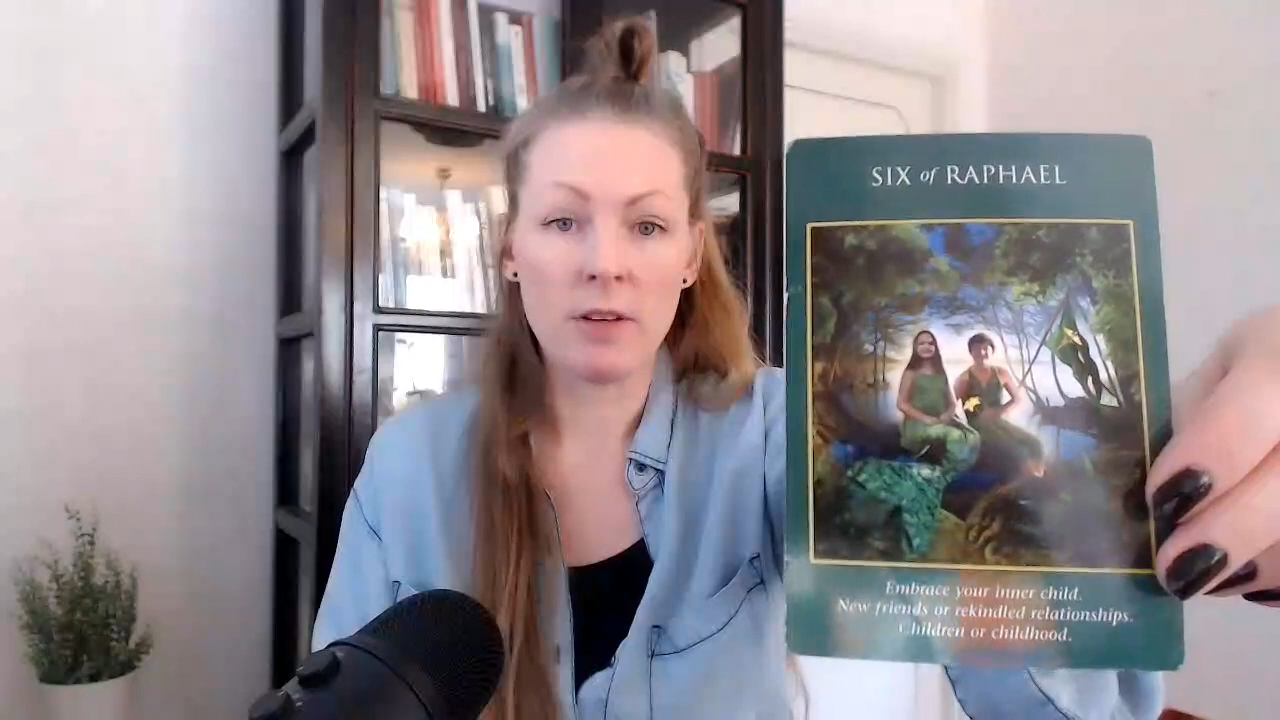 SIX of RAPHAEL
Embrace your inner child.
New friends or rekindled relationships.
Children or childhood.